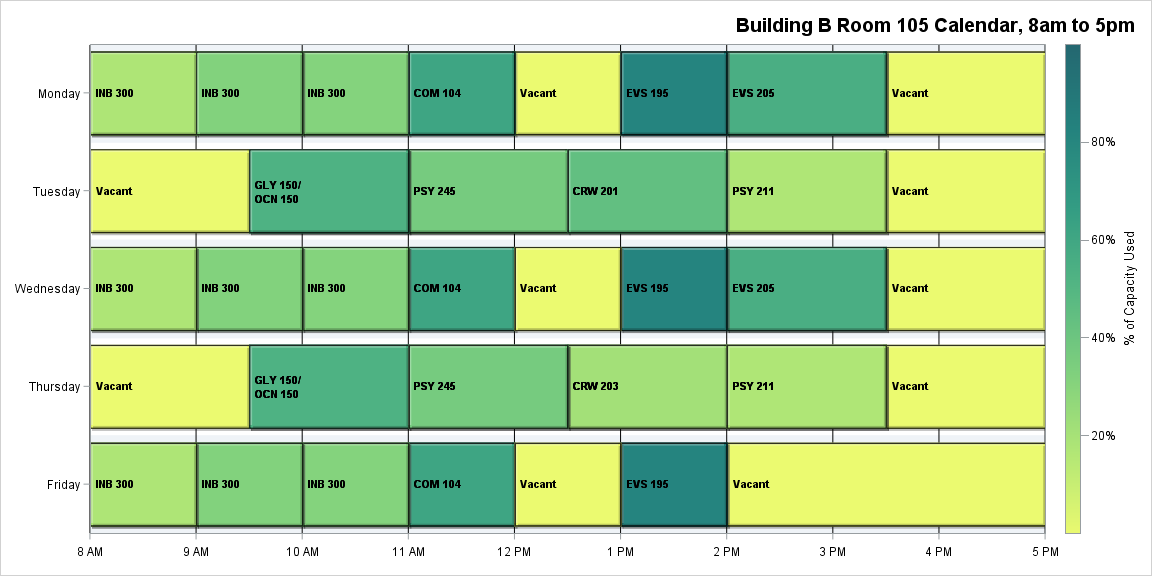 Building B Room 105 Calendar, 8am to 5pm
Monday
INB 300
INB 300
INB 300
COM 104
Vacant
EVS 195
EVS 205
Vacant
Tuesday
Vacant
GLY 150/
OCN 150
PSY 245
CRW 201
PSY 211
Vacant
Wednesday
INB 300
INB 300
INB 300
COM 104
Vacant
EVS 195
EVS 205
Vacant
Thursday
Vacant
GLY 150/
OCN 150
PSY 245
CRW 203
PSY 211
Vacant
Friday
INB 300
INB 300
INB 300
COM 104
Vacant
EVS 195
Vacant
8 AM
9 AM
10 AM
11 AM
12 PM
1 PM
2 PM
3 PM
4 PM
5 PM
80%
60%
40%
20%
% of Capacity Used